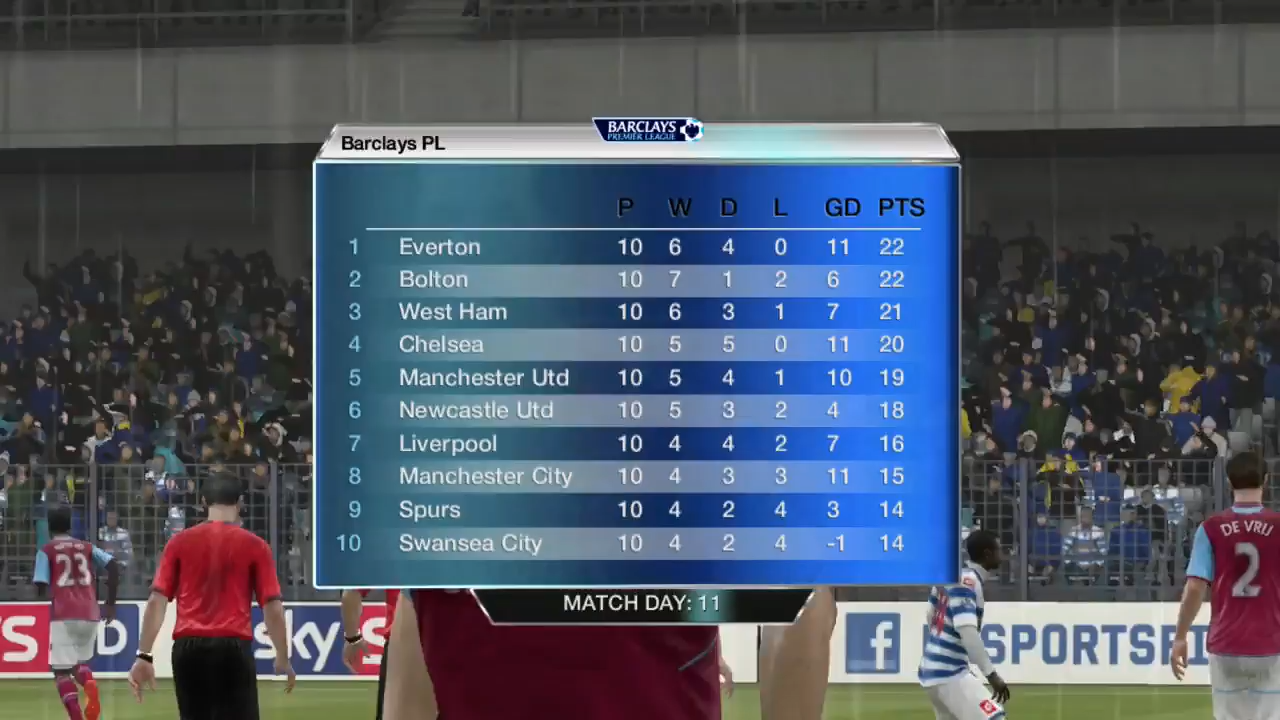 BARCLAYS
PREMIER LEAGUE
Barclays PL
P W D L GD PTS
1 Everton 10 6 4 0 11 22
2 Bolton 10 7 1 2 6 22
3 West Ham 10 6 3 1 7 21
4 Chelsea 10 5 5 0 11 20
5 Manchester Utd 10 5 4 1 10 19
6 Newcastle Utd 10 5 3 2 4 18
7 Liverpool 10 4 4 2 7 16
8 Manchester City 10 4 3 3 11 15
9 Spurs 10 4 2 4 3 14
10 Swansea City 10 4 2 4 -1 14
MATCH DAY: 11
23
DE VRIJ
2
sky
f